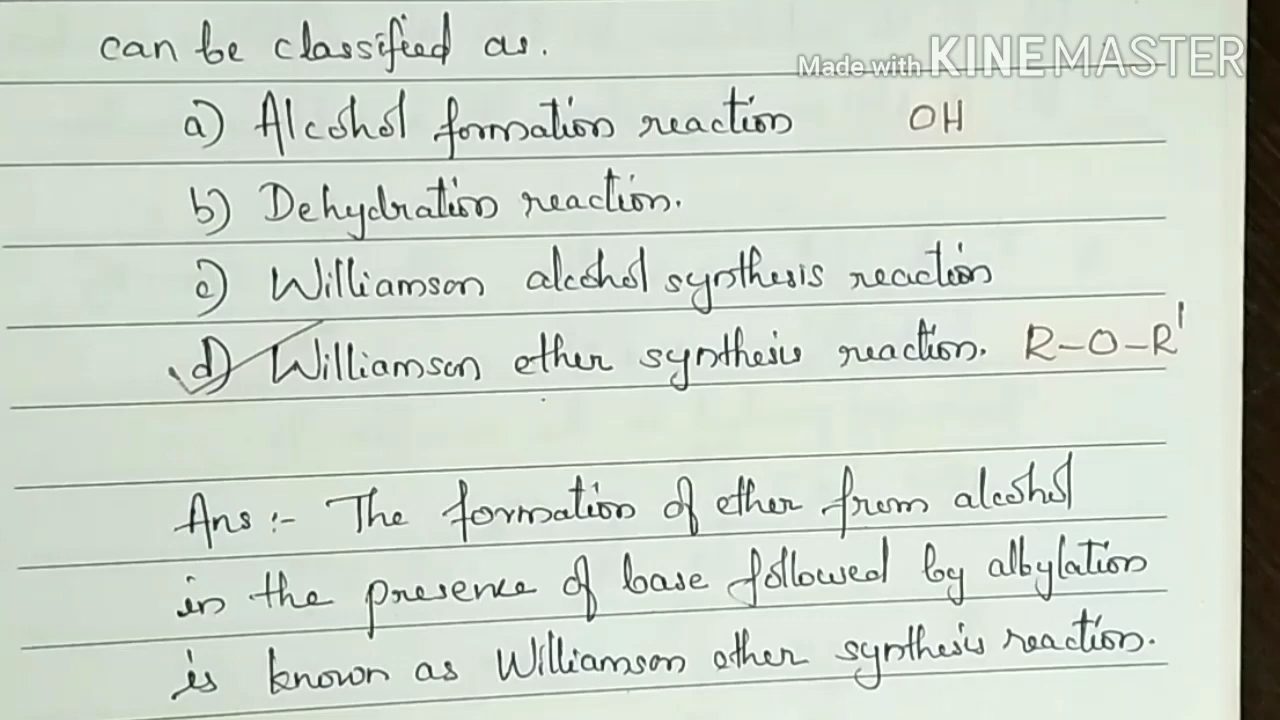 can be classified as.
Made with KINEMASTER
a) Alcohol formation reaction OH
b) Dehydration reaction.
c) Williamson alcohol synthesis reaction
d) Williamson ether synthesis reaction. R-O-R'
Ans :- The formation of ether from alcohol
in the presence of base followed by alkylation
is known as Williamson ether synthesis reaction.